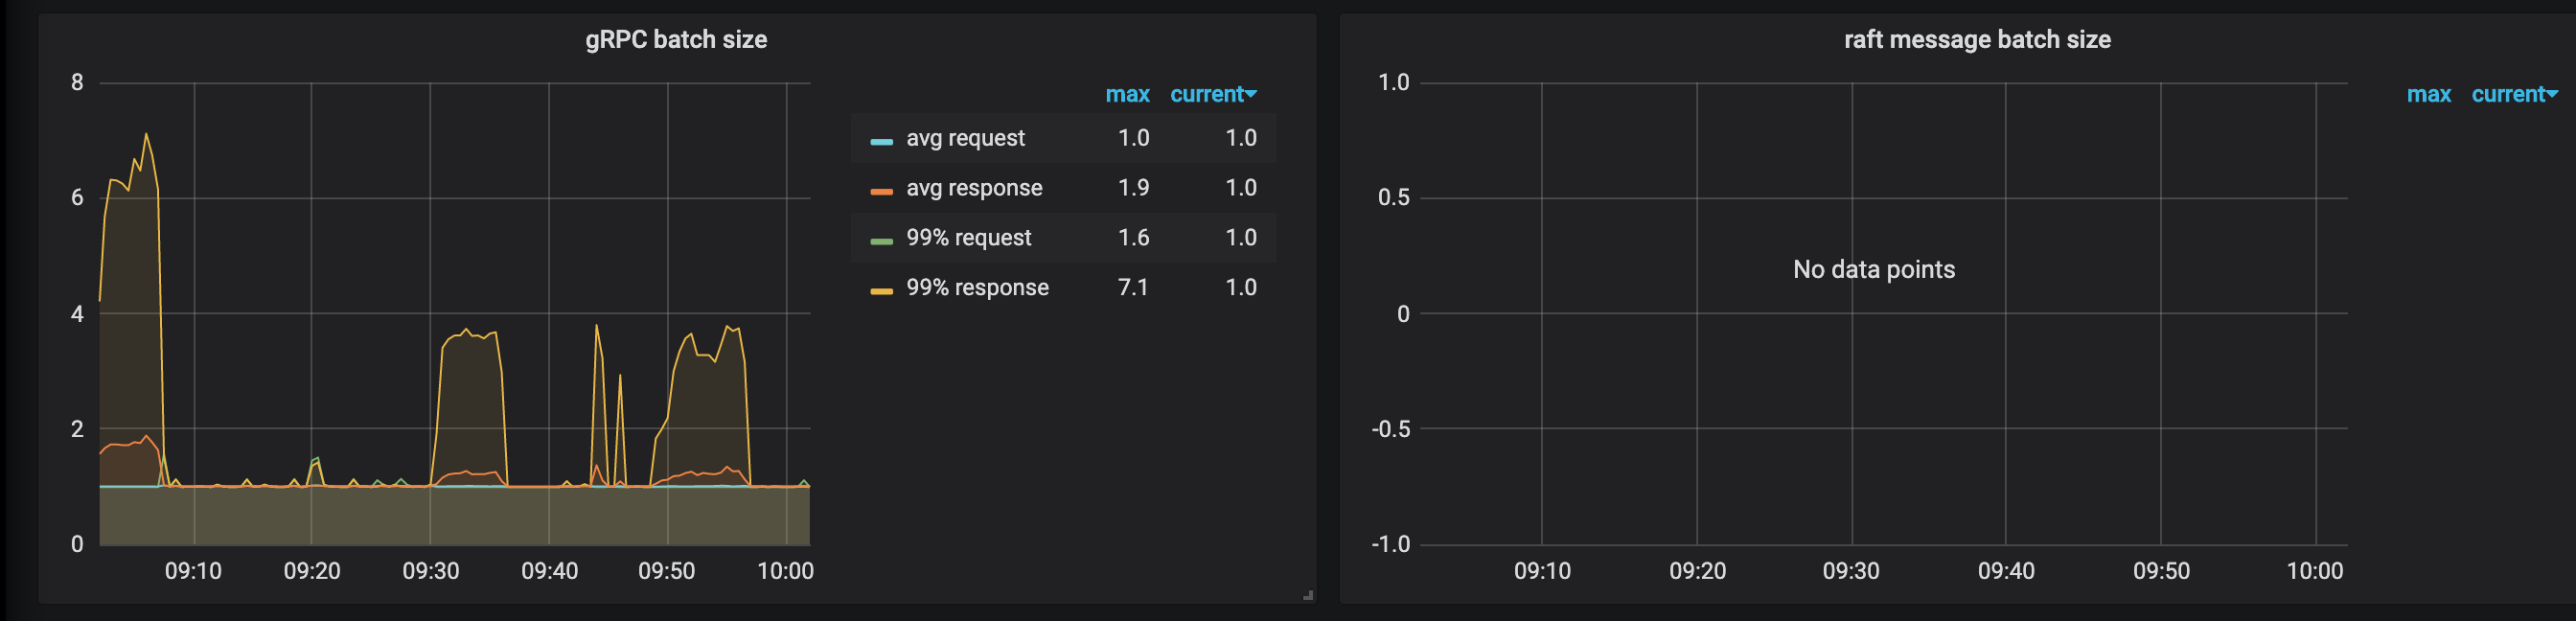 gRPC batch size
8
6
4
2
0
09:10 09:20 09:30 09:40 09:50 10:00
max current
avg request 1.0 1.0
avg response 1.9 1.0
99% request 1.6 1.0
99% response 7.1 1.0
raft message batch size
1.0
0.5
0
-0.5
-1.0
No data points
09:10 09:20 09:30 09:40 09:50 10:00
max current